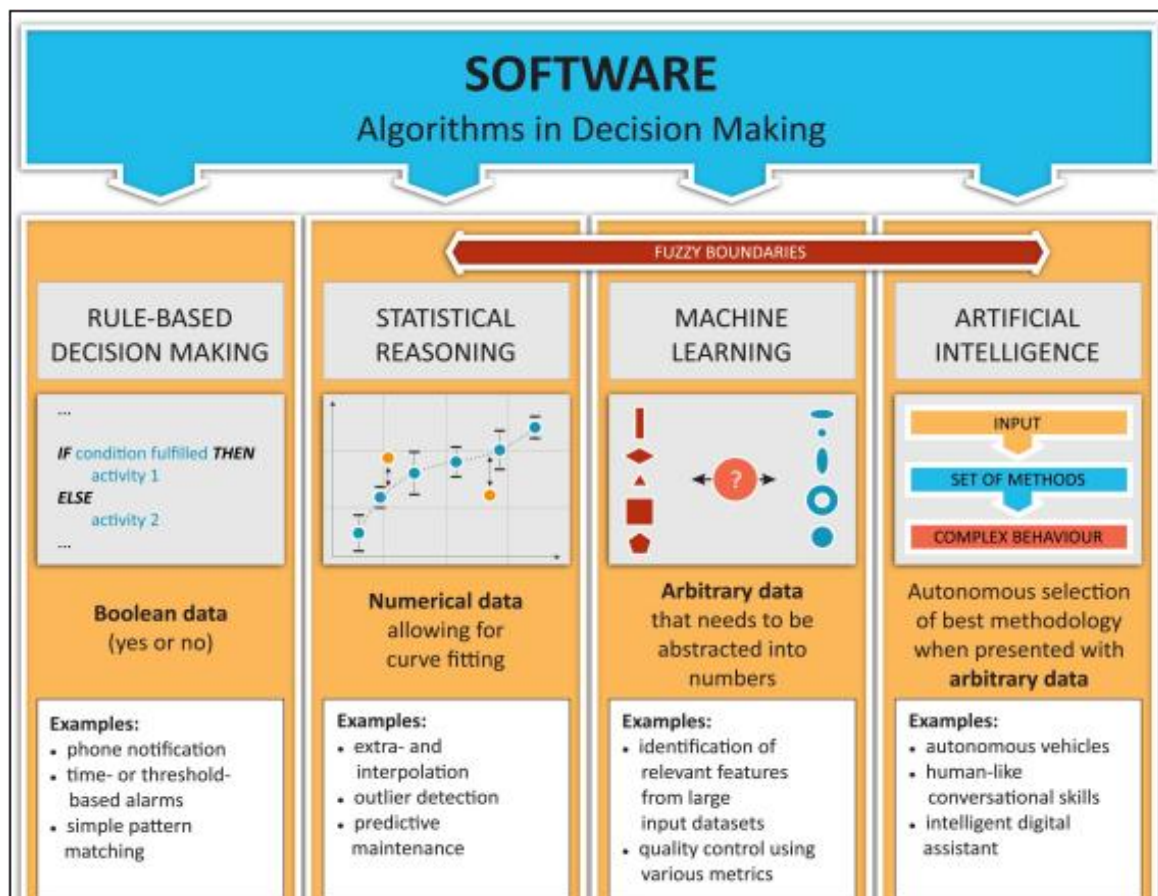 SOFTWARE
Algorithms in Decision Making
FUZZY BOUNDARIES
RULE-BASED
DECISION MAKING
...
IF condition fulfilled THEN
activity 1
ELSE
activity 2
...
Boolean data
(yes or no)
Examples:
• phone notification
• time- or threshold-
based alarms
• simple pattern
matching
STATISTICAL
REASONING
Numerical data
allowing for
curve fitting
Examples:
• extra- and
interpolation
• outlier detection
• predictive
maintenance
MACHINE
LEARNING
?
Arbitrary data
that needs to be
abstracted into
numbers
Examples:
• identification of
relevant features
from large
input datasets
• quality control using
various metrics
ARTIFICIAL
INTELLIGENCE
INPUT
SET OF METHODS
COMPLEX BEHAVIOUR
Autonomous selection
of best methodology
when presented with
arbitrary data
Examples:
• autonomous vehicles
• human-like
conversational skills
• intelligent digital
assistant